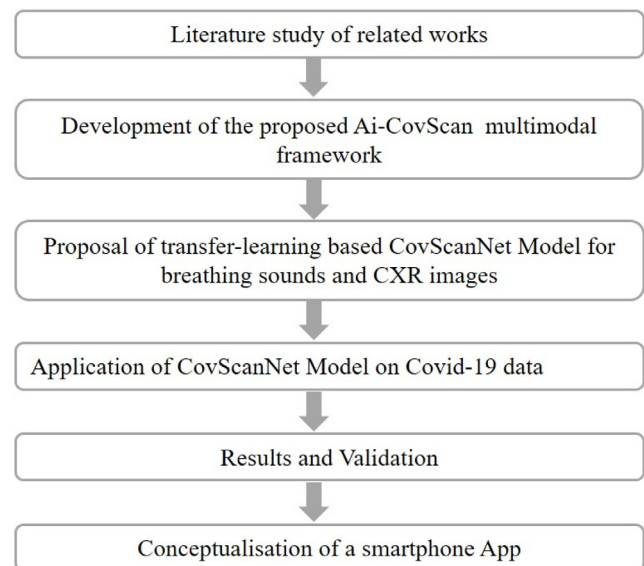 Literature study of related works
Development of the proposed Ai-CovScan multimodal
framework
Proposal of transfer-learning based CovScanNet Model for
breathing sounds and CXR images
Application of CovScanNet Model on Covid-19 data
Results and Validation
Conceptualisation of a smartphone App